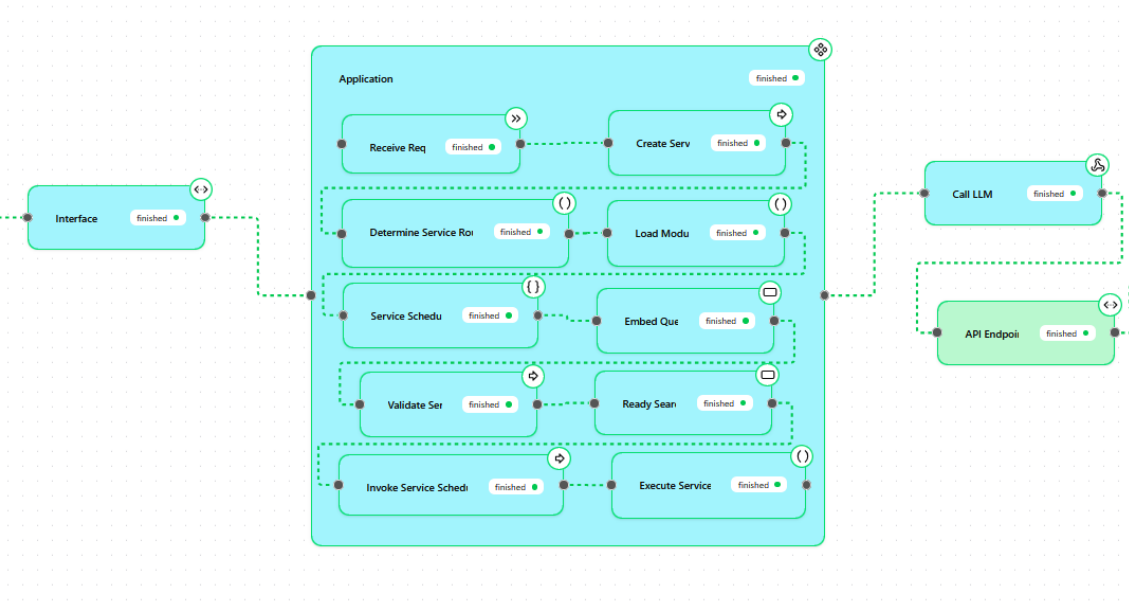 Application
finished
Receive Req
finished
Create Serv
finished
Interface
finished
Determine Service Rou
finished
Load Modu
finished
Service Schedu
finished
Embed Que
finished
Validate Ser
finished
Ready Sear
finished
Invoke Service Sched
finished
Execute Service
finished
Call LLM
finished
API Endpoi
finished